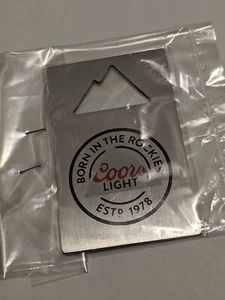 BORN IN THE ROCKIES
Coors
LIGHT
ESTD 1978